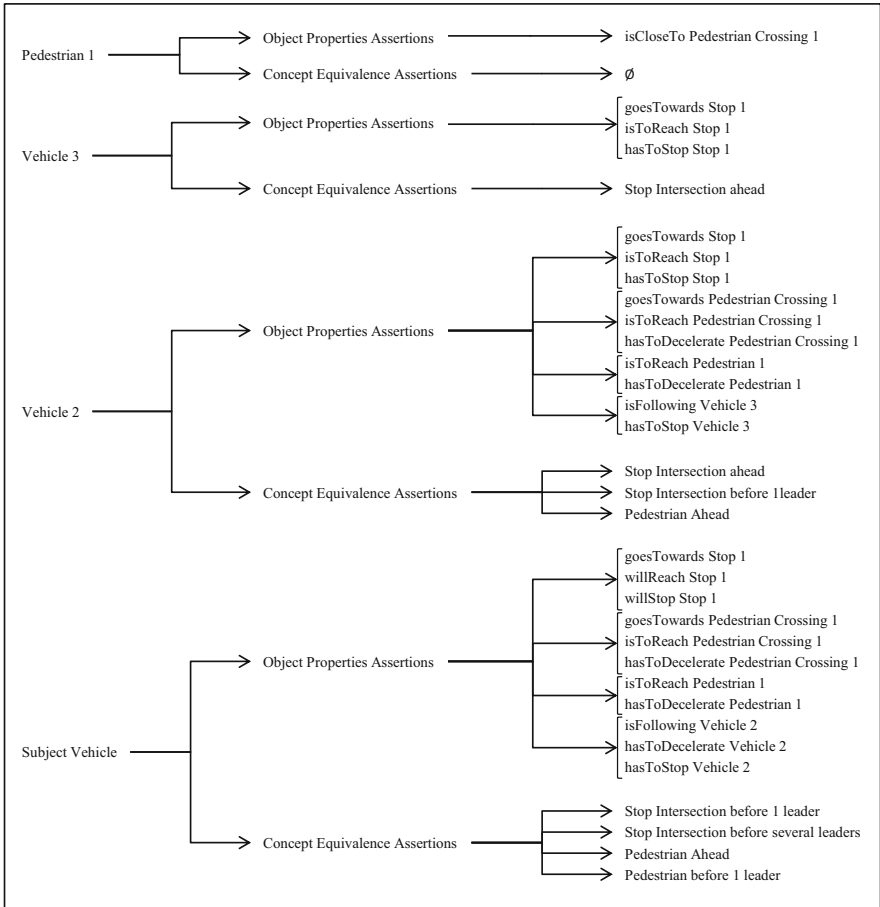 Pedestrian 1
Object Properties Assertions
isCloseTo Pedestrian Crossing 1
Concept Equivalence Assertions
Ø
Vehicle 3
Object Properties Assertions
goesTowards Stop 1
isToReach Stop 1
hasToStop Stop 1
Concept Equivalence Assertions
Stop Intersection ahead
Vehicle 2
Object Properties Assertions
goesTowards Stop 1
isToReach Stop 1
hasToStop Stop 1
goesTowards Pedestrian Crossing 1
isToReach Pedestrian Crossing 1
hasToDecelerate Pedestrian Crossing 1
isToReach Pedestrian 1
hasToDecelerate Pedestrian 1
isFollowing Vehicle 3
hasToStop Vehicle 3
Concept Equivalence Assertions
Stop Intersection ahead
Stop Intersection before 1leader
Pedestrian Ahead
Subject Vehicle
Object Properties Assertions
goesTowards Stop 1
willReach Stop 1
willStop Stop 1
goesTowards Pedestrian Crossing 1
isToReach Pedestrian Crossing 1
hasToDecelerate Pedestrian Crossing 1
isToReach Pedestrian 1
hasToDecelerate Pedestrian 1
isFollowing Vehicle 2
hasToDecelerate Vehicle 2
hasToStop Vehicle 2
Concept Equivalence Assertions
Stop Intersection before 1 leader
Stop Intersection before several leaders
Pedestrian Ahead
Pedestrian before 1 leader